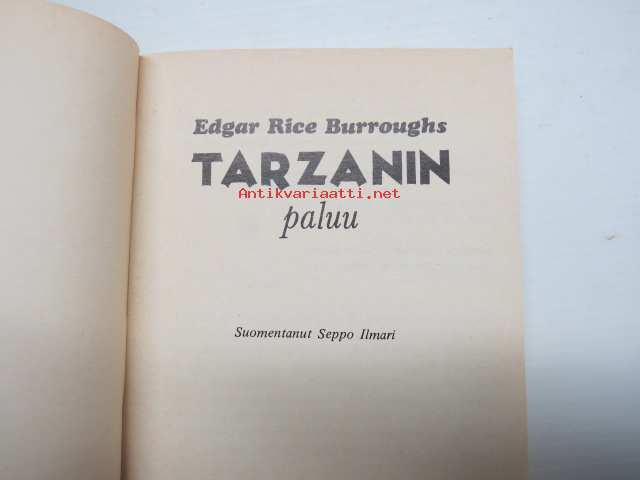 Edgar Rice Burroughs
TARZANIN
Antikvariaatti.net
paluu
Suomentanut Seppo Ilmari